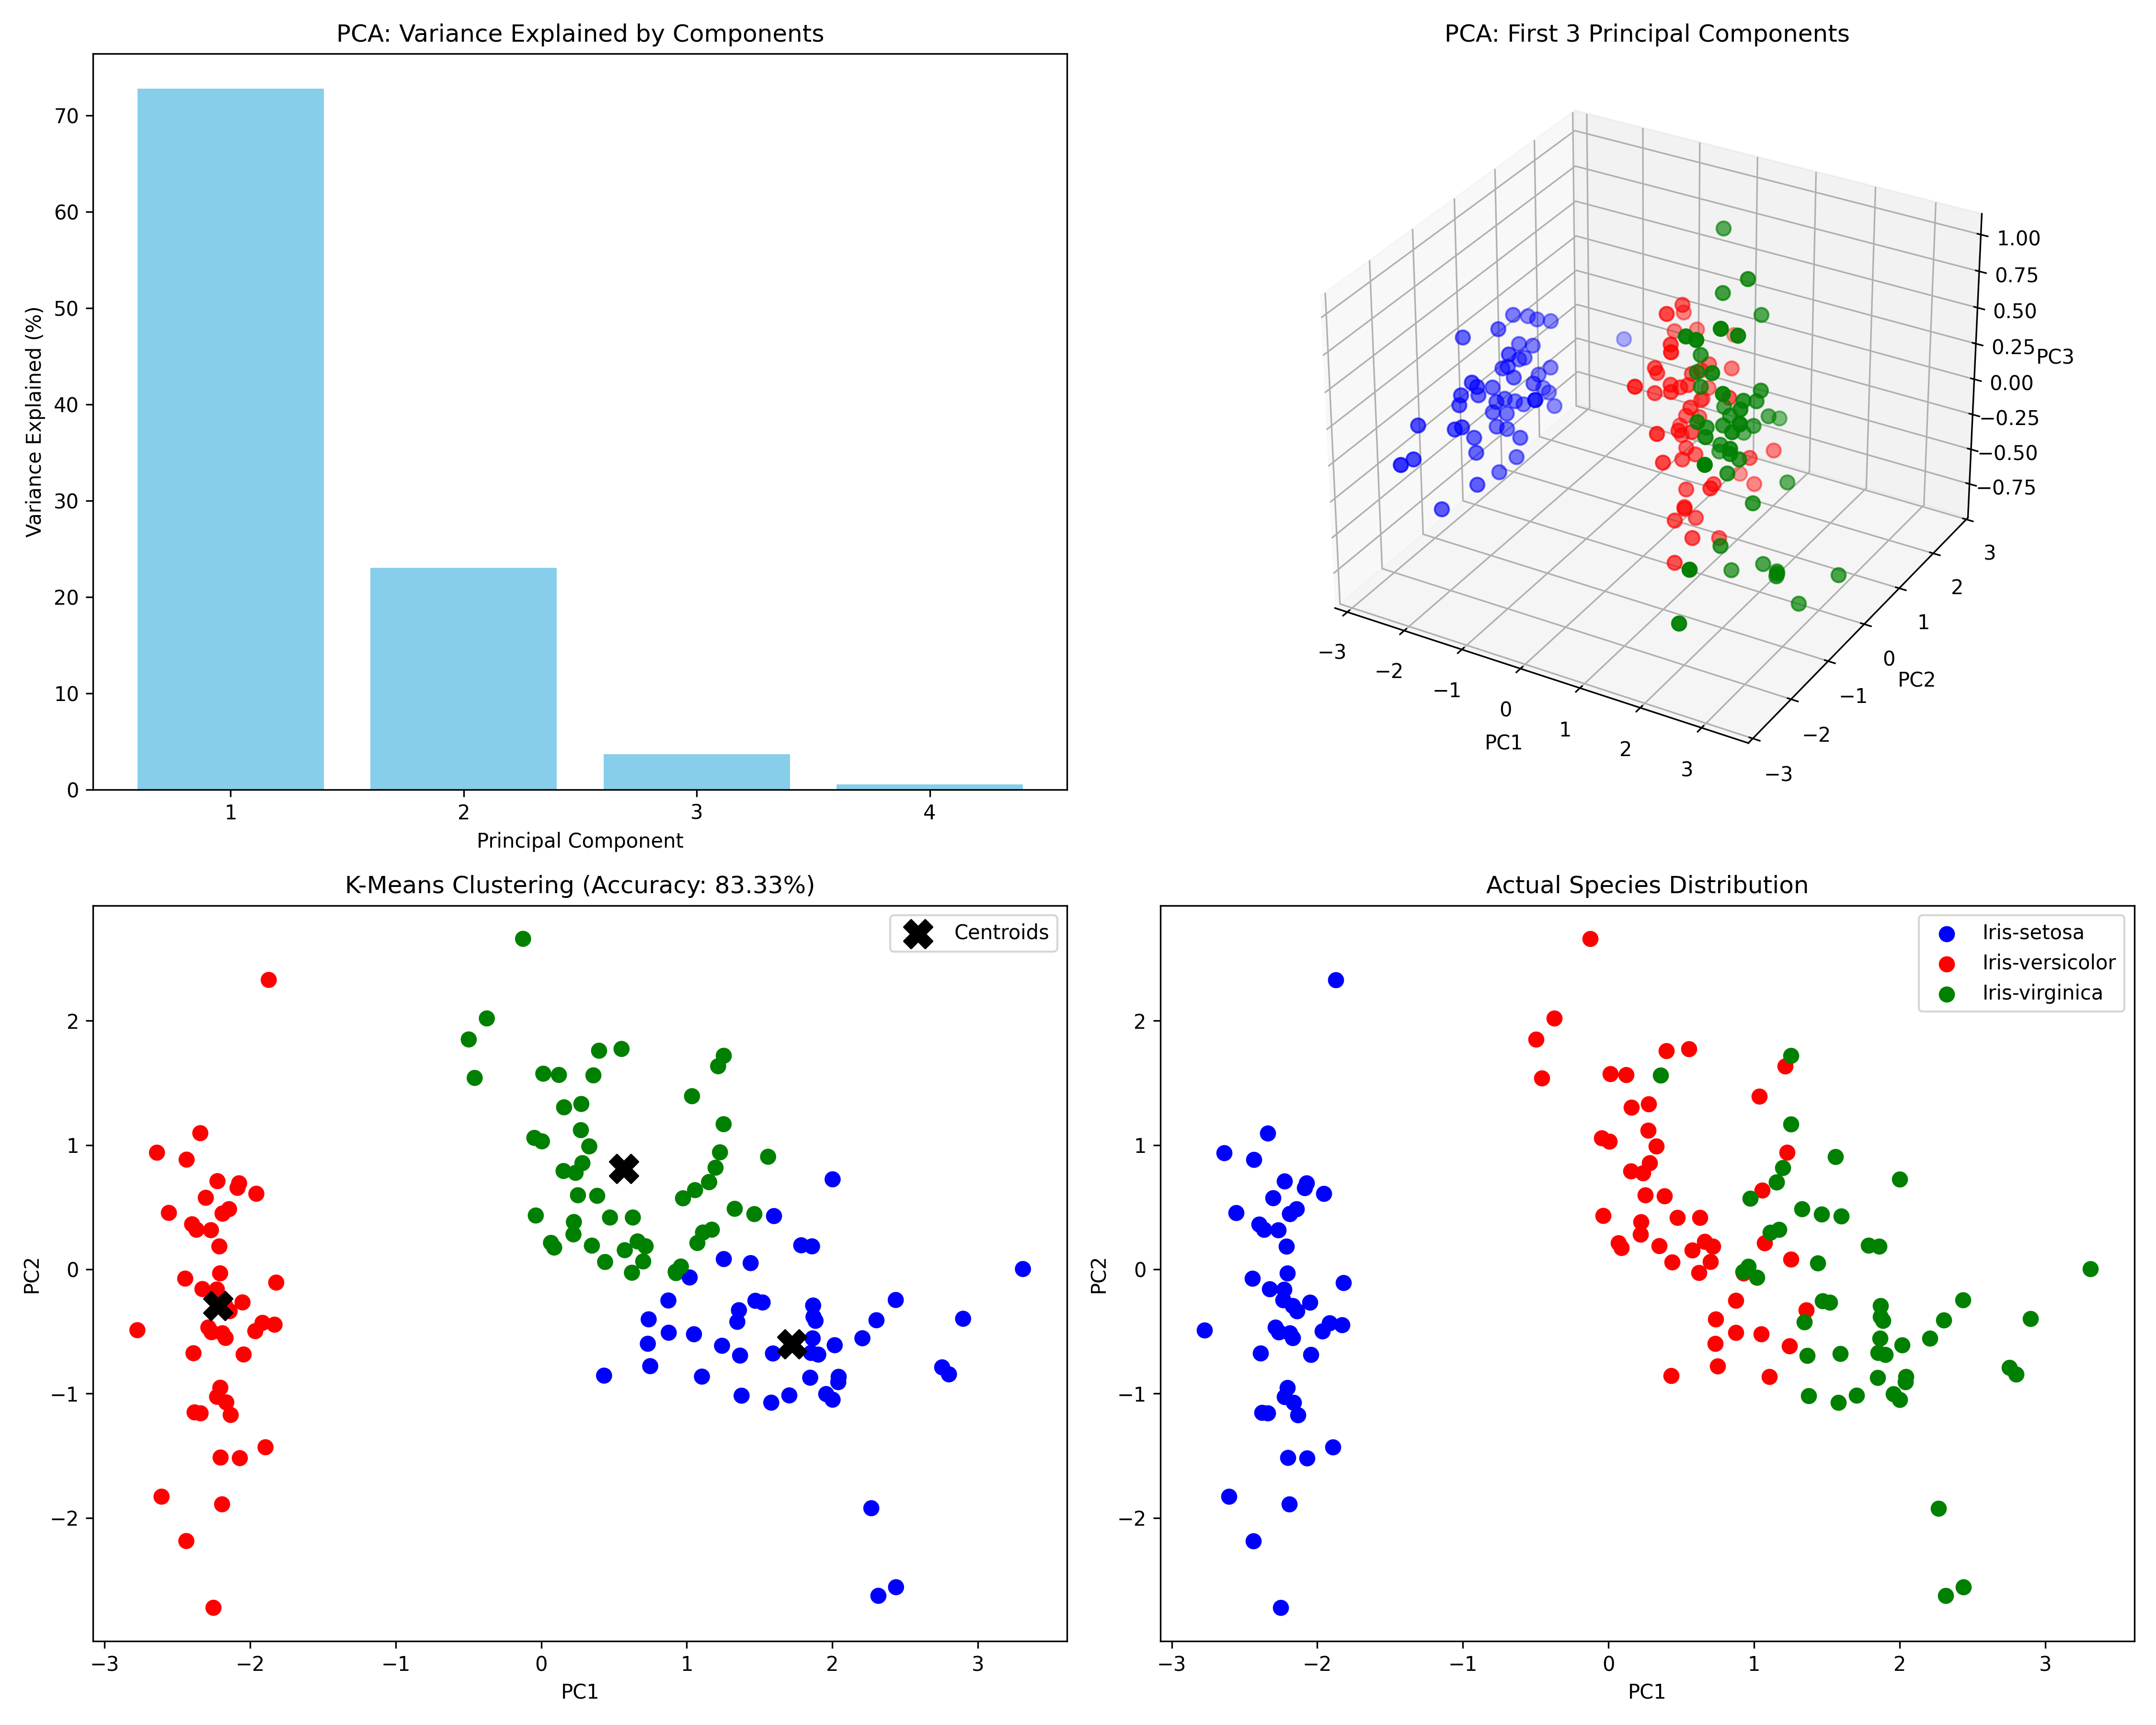 PCA: Variance Explained by Components
70
60
50
40
30
20
10
0
Variance Explained (%)
1 2 3 4
Principal Component
PCA: First 3 Principal Components
1.00
0.75
0.50
0.25
0.00
−0.25
−0.50
−0.75
PC3
3
2
1
0
−1
−2
−3
PC2
−3 −2 −1 0 1 2 3
PC1
K-Means Clustering (Accuracy: 83.33%)
Centroids
2
1
0
−1
−2
PC2
−3 −2 −1 0 1 2 3
PC1
Actual Species Distribution
Iris-setosa
Iris-versicolor
Iris-virginica
2
1
0
−1
−2
PC2
−3 −2 −1 0 1 2 3
PC1